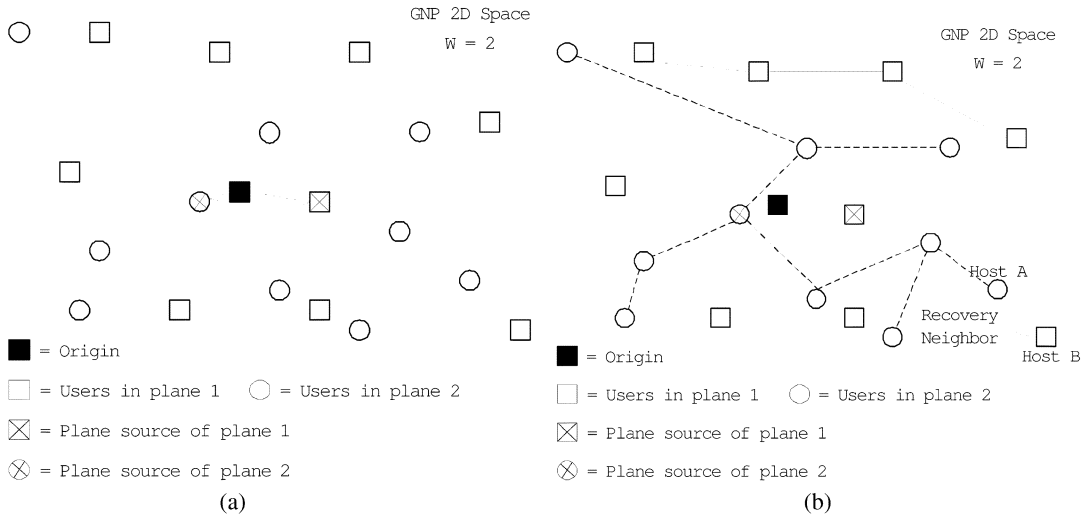 GNP 2D Space
W = 2
= Origin
= Users in plane 1
= Users in plane 2
= Plane source of plane 1
= Plane source of plane 2
(a)
GNP 2D Space
W = 2
Host A
Recovery
Neighbor
Host B
= Origin
= Users in plane 1
= Users in plane 2
= Plane source of plane 1
= Plane source of plane 2
(b)